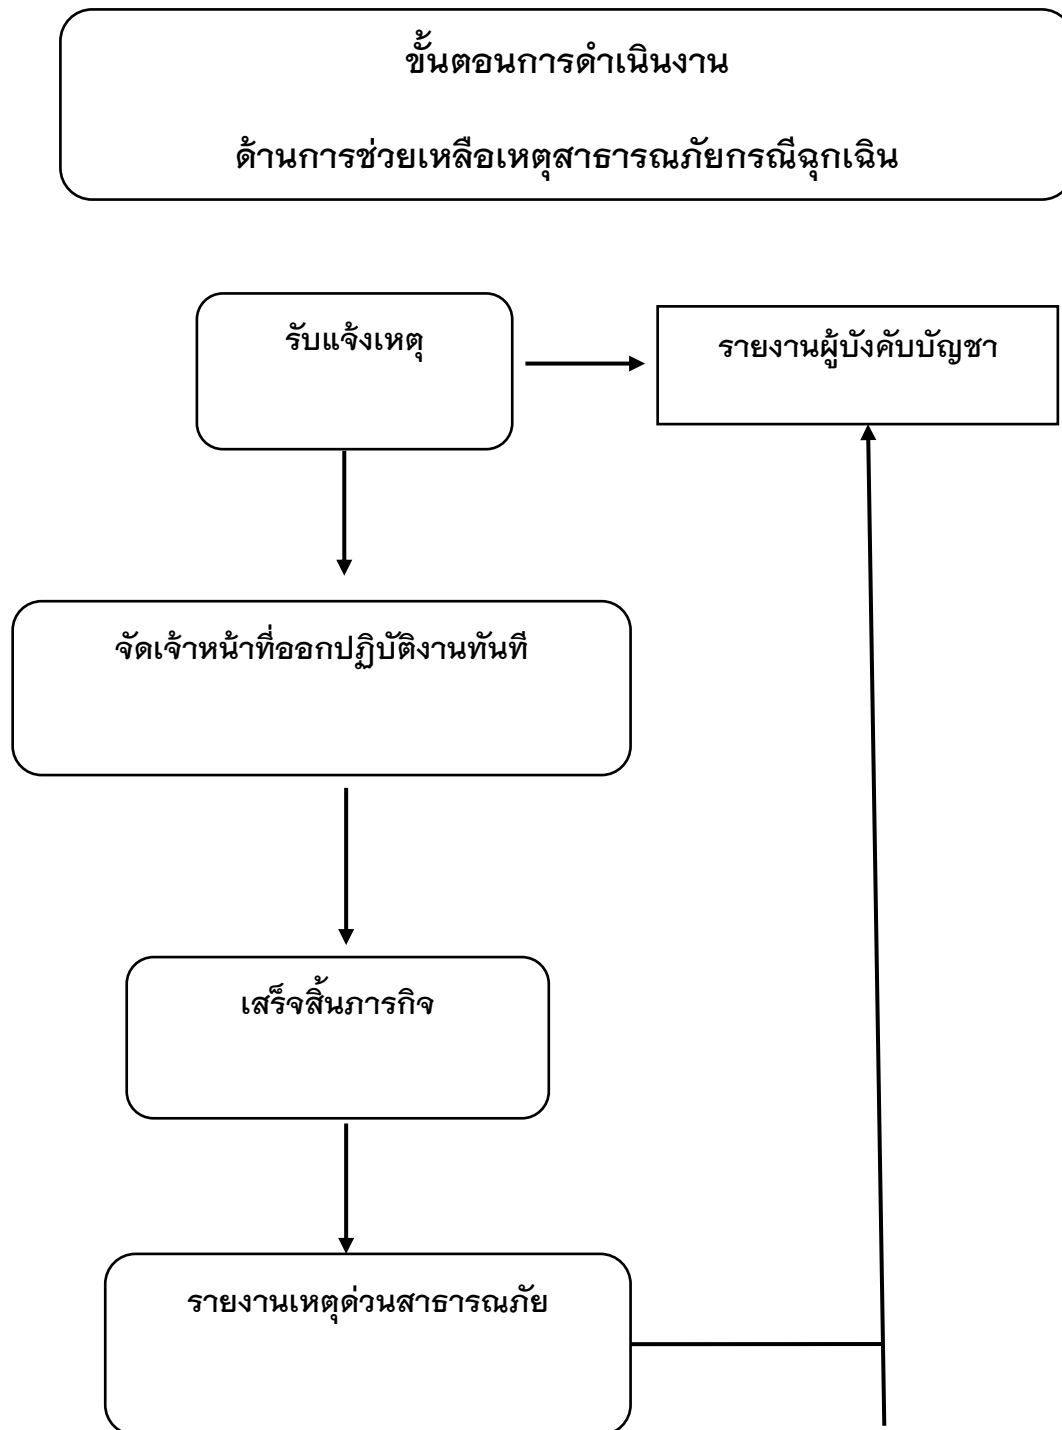 ขั้นตอนการดำเนินงาน
ด้านการช่วยเหลือเหตุสาธารณภัยกรณีฉุกเฉิน
รับแจ้งเหตุ
รายงานผู้บังคับบัญชา
จัดเจ้าหน้าที่ออกปฏิบัติงานทันที
เสร็จสิ้นภารกิจ
รายงานเหตุด่วนสาธารณภัย